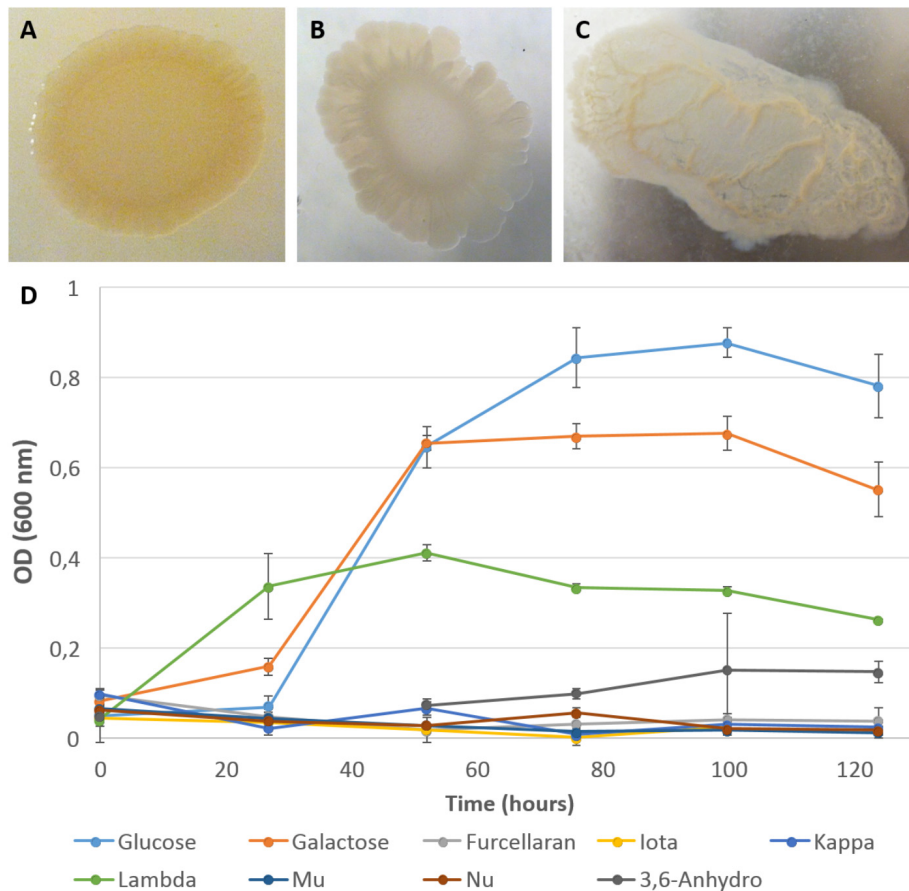 A
B
C
D
1
0,8
0,6
0,4
0,2
0
OD (600 nm)
0 20 40 60 80 100 120
Time (hours)
Glucose Galactose Furcellaran Iota Kappa
Lambda Mu Nu 3,6-Anhydro